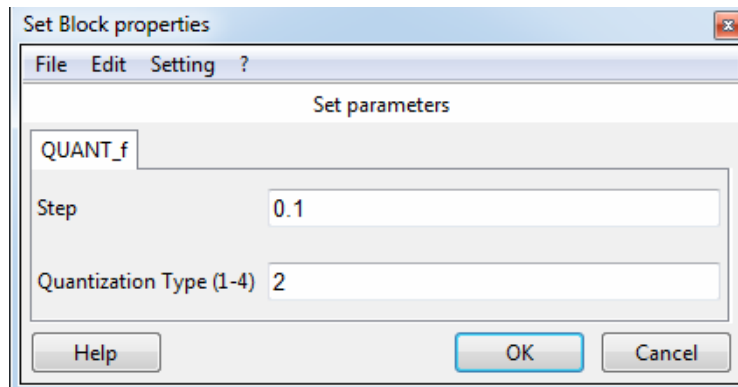 Set Block properties
File Edit Setting ?
Set parameters
QUANT_f
Step 0.1
Quantization Type (1-4) 2
Help OK Cancel